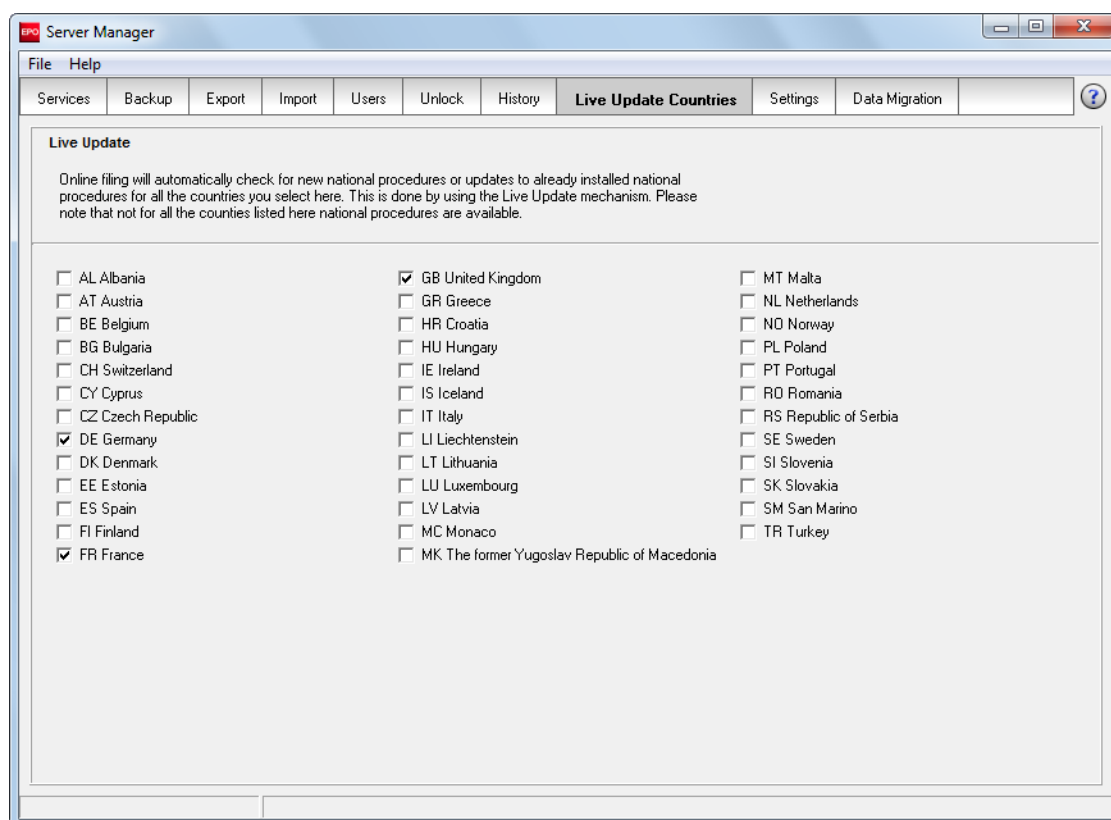 EPO Server Manager
File Help
Services Backup Export Import Users Unlock History Live Update Countries Settings Data Migration ?
Live Update
Online filing will automatically check for new national procedures or updates to already installed national
procedures for all the countries you select here. This is done by using the Live Update mechanism. Please
note that not for all the counties listed here national procedures are available.
AL Albania
AT Austria
BE Belgium
BG Bulgaria
CH Switzerland
CY Cyprus
CZ Czech Republic
DE Germany
DK Denmark
EE Estonia
ES Spain
FI Finland
FR France
GB United Kingdom
GR Greece
HR Croatia
HU Hungary
IE Ireland
IS Iceland
IT Italy
LI Liechtenstein
LT Lithuania
LU Luxembourg
LV Latvia
MC Monaco
MK The former Yugoslav Republic of Macedonia
MT Malta
NL Netherlands
NO Norway
PL Poland
PT Portugal
RO Romania
RS Republic of Serbia
SE Sweden
SI Slovenia
SK Slovakia
SM San Marino
TR Turkey